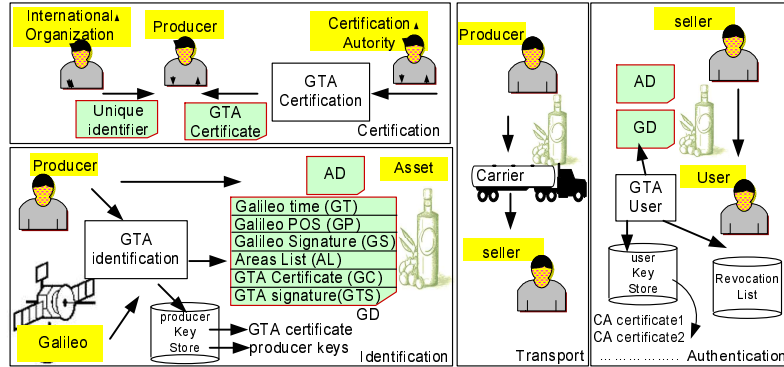 International
Organization
Producer
Certification
Autority
Unique
identifier
GTA
Certificate
GTA
Certification
Certification
Producer
AD
Asset
GTA
identification
Galileo time (GT)
Galileo POS (GP)
Galileo Signature (GS)
Areas List (AL)
GTA Certificate (GC)
GTA signature(GTS)
GD
Galileo
producer
Key
Store
GTA certificate
producer keys
Identification
Producer
Carrier
seller
Transport
seller
AD
GD
GTA
User
User
user
Key
Store
Revocation
List
CA certificate1
CA certificate2
……………..
Authentication